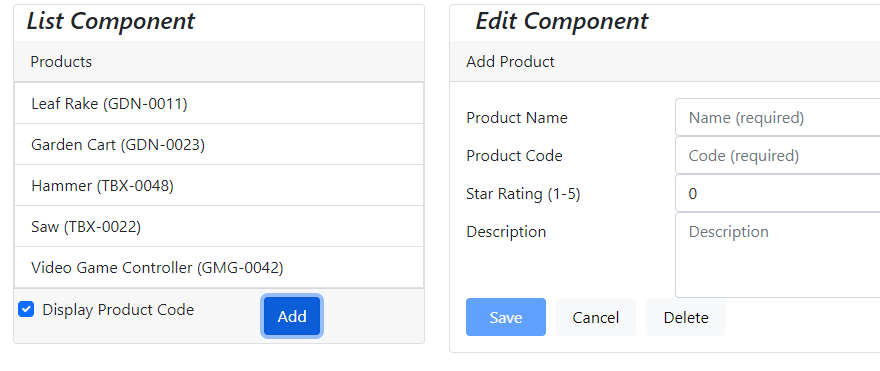 List Component
Products
Leaf Rake (GDN-0011)
Garden Cart (GDN-0023)
Hammer (TBX-0048)
Saw (TBX-0022)
Video Game Controller (GMG-0042)
Display Product Code
Add
Edit Component
Add Product
Product Name
Name (required)
Product Code
Code (required)
Star Rating (1-5)
0
Description
Description
Save
Cancel
Delete